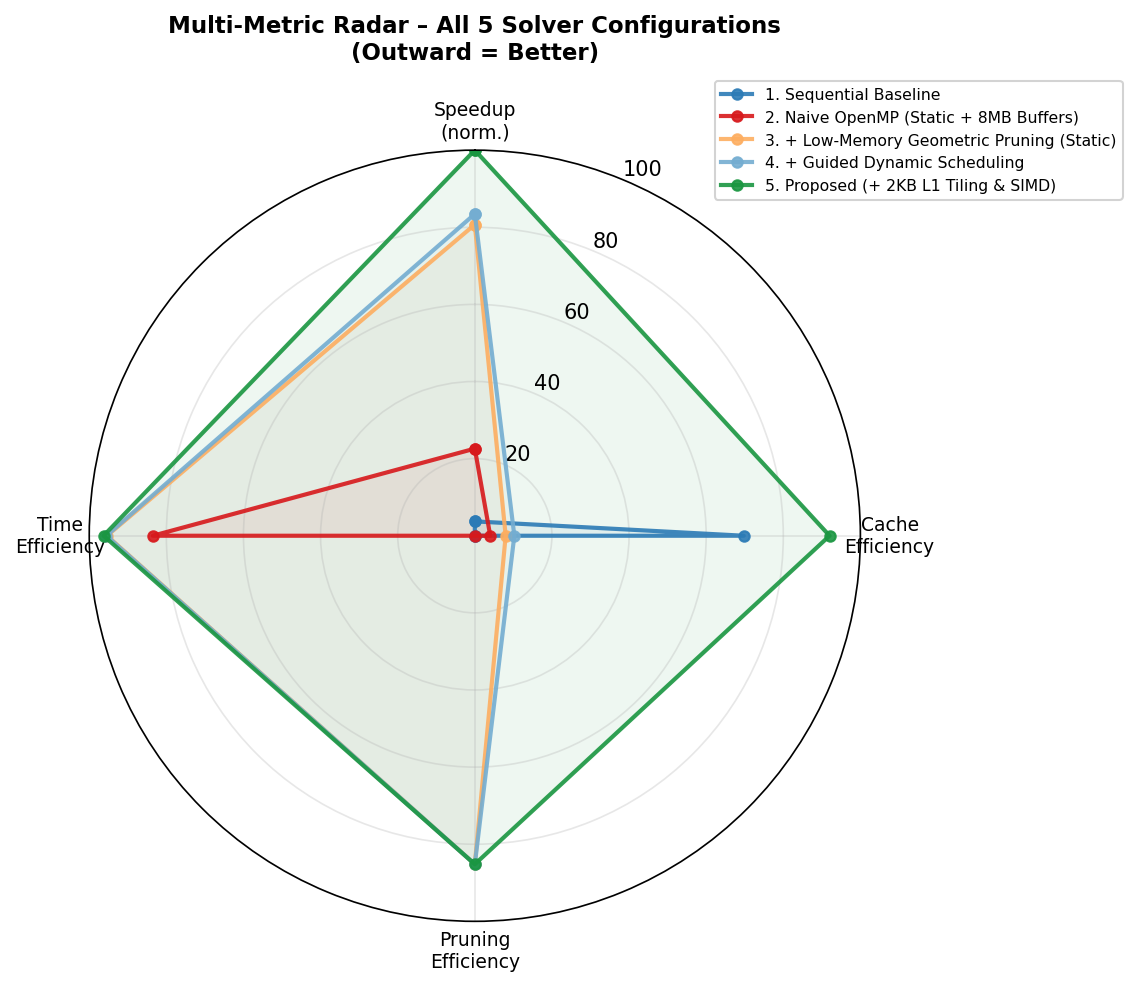 Multi-Metric Radar – All 5 Solver Configurations
(Outward = Better)
1. Sequential Baseline
2. Naive OpenMP (Static + 8MB Buffers)
3. + Low-Memory Geometric Pruning (Static)
4. + Guided Dynamic Scheduling
5. Proposed (+ 2KB L1 Tiling & SIMD)
Speedup
(norm.)
100
80
60
40
20
Time
Efficiency
Cache
Efficiency
Pruning
Efficiency